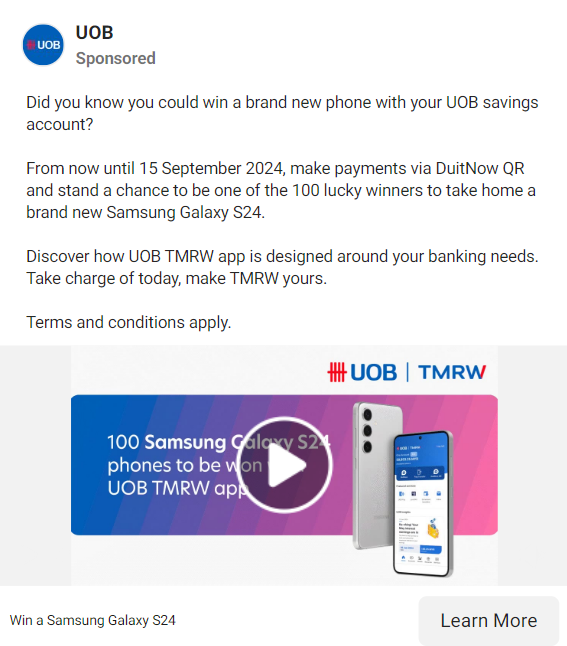 UOB
UOB
Sponsored
Did you know you could win a brand new phone with your UOB savings
account?
From now until 15 September 2024, make payments via DuitNow QR
and stand a chance to be one of the 100 lucky winners to take home a
brand new Samsung Galaxy S24.
Discover how UOB TMRW app is designed around your banking needs.
Take charge of today, make TMRW yours.
Terms and conditions apply.
UOB | TMRW
100 Samsung Galaxy S24
phones to be won
UOB TMRW app
Win a Samsung Galaxy S24
Learn More